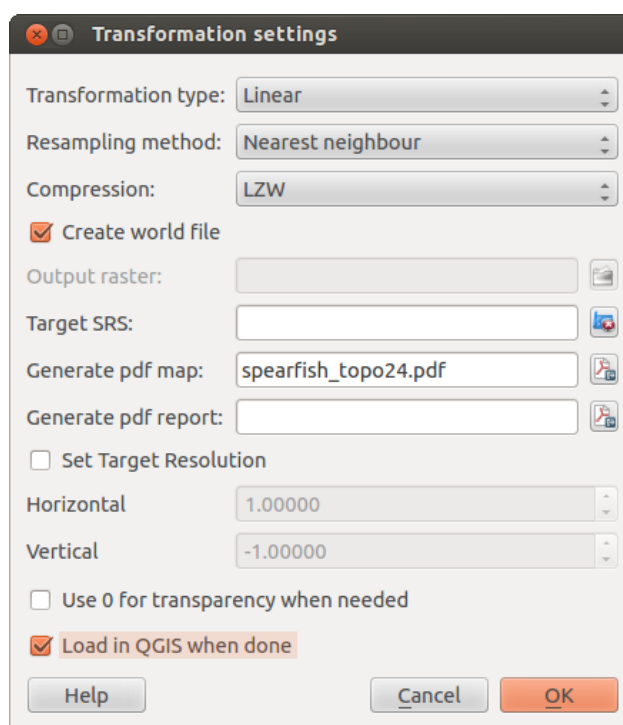 Transformation settings
Transformation type: Linear
Resampling method: Nearest neighbour
Compression: LZW
Create world file
Output raster:
Target SRS:
Generate pdf map: spearfish_topo24.pdf
Generate pdf report:
Set Target Resolution
Horizontal 1.00000
Vertical -1.00000
Use 0 for transparency when needed
Load in QGIS when done
Help Cancel OK